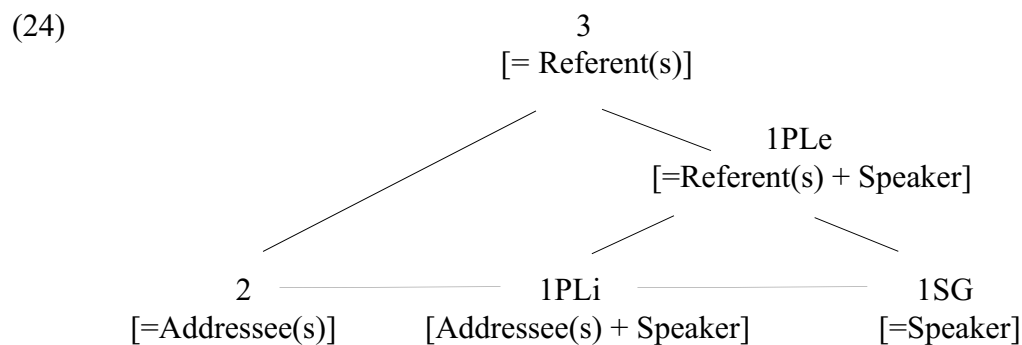 (24) 3
[= Referent(s)]
1PLe
[=Referent(s) + Speaker]
2 1PLi 1SG
[=Addressee(s)] [Addressee(s) + Speaker] [=Speaker]